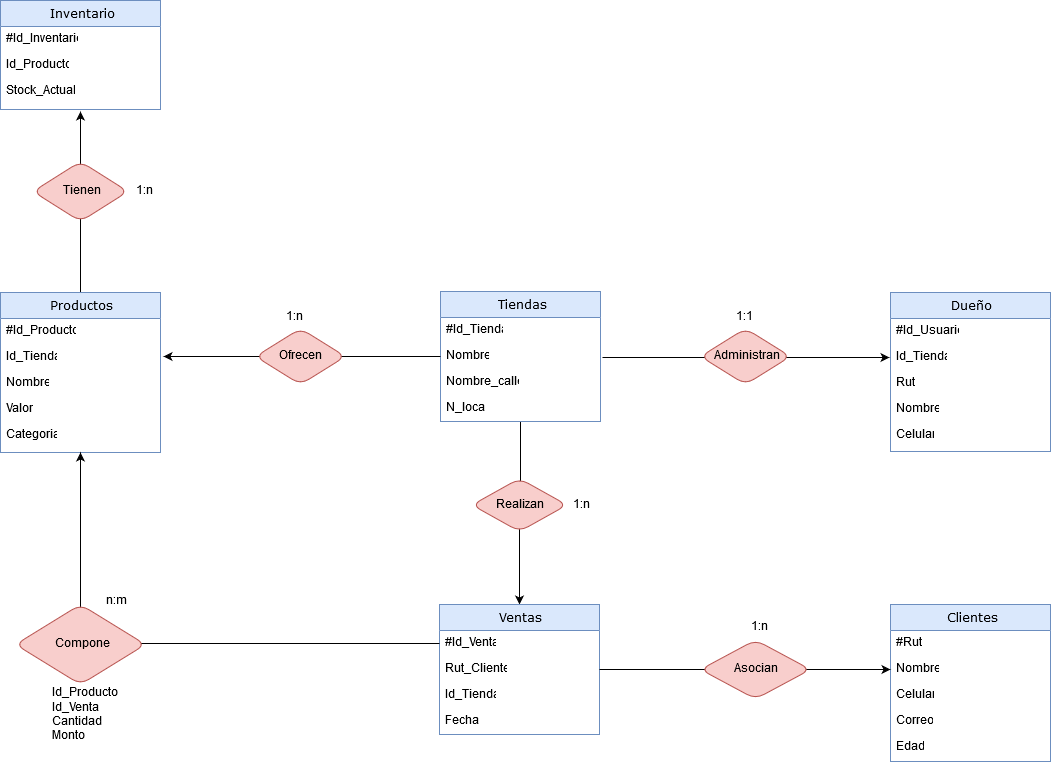 Inventario
#Id_Inventari
Id_Producto
Stock_Actual
Tienen
1:n
Productos
#Id_Producto
Id_Tienda
Nombre
Valor
Categoria
1:n
Ofrecen
Tiendas
#Id_Tienda
Nombre
Nombre_calle
N_loca
1:1
Administran
Dueño
#Id_Usuario
Id_Tienda
Rut
Nombre
Celular
Realizan
1:n
n:m
Compone
Id_Producto
Id_Venta
Cantidad
Monto
Ventas
#Id_Venta
Rut_Cliente
Id_Tienda
Fecha
1:n
Asocian
Clientes
#Rut
Nombre
Celular
Correo
Edad